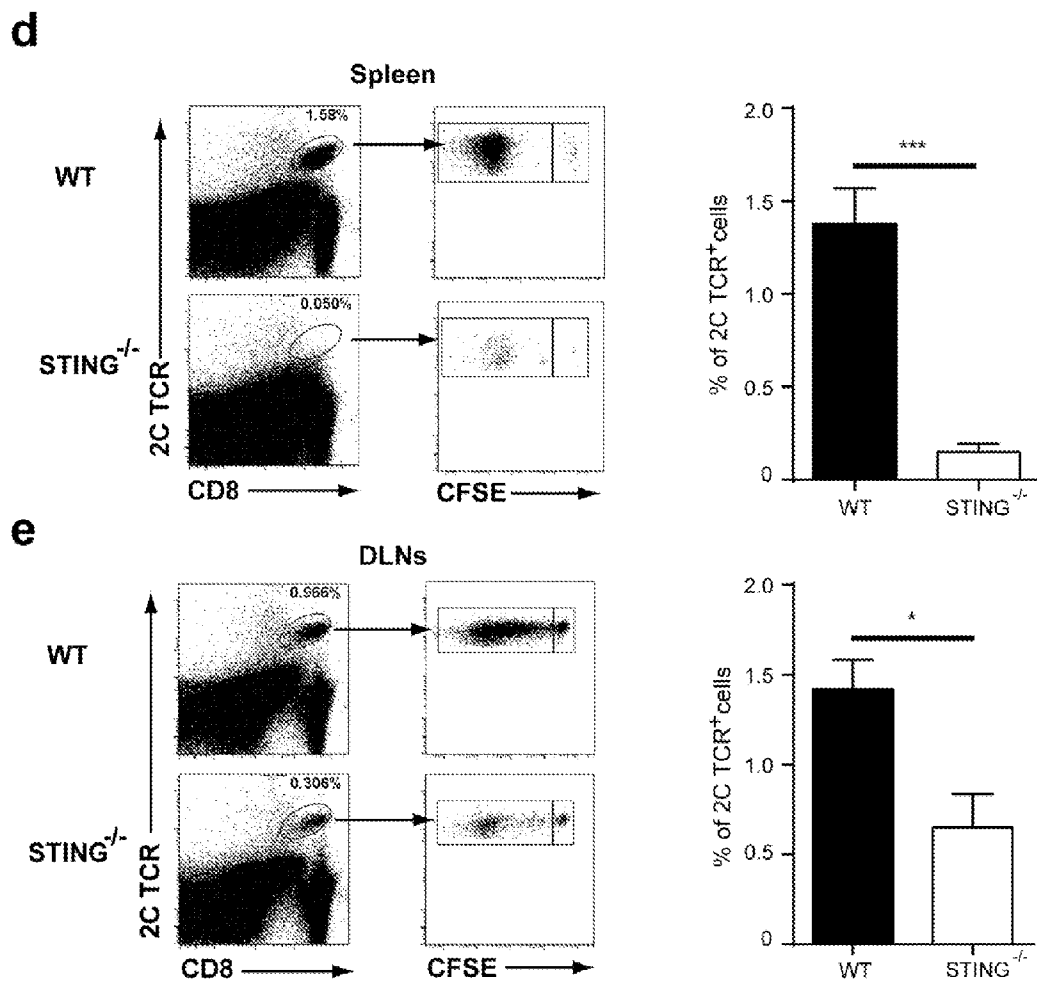 d
Spleen
WT
1.58%
STING-/-
0.050%
2C TCR
CD8
CFSE
% of 2C TCR+cells
2.0
1.5
1.0
0.5
0
***
WT
STING-/-
e
DLNs
WT
0.966%
STING-/-
0.306%
2C TCR
CD8
CFSE
% of 2C TCR+cells
2.0
1.5
1.0
0.5
0
*
WT
STING-/-